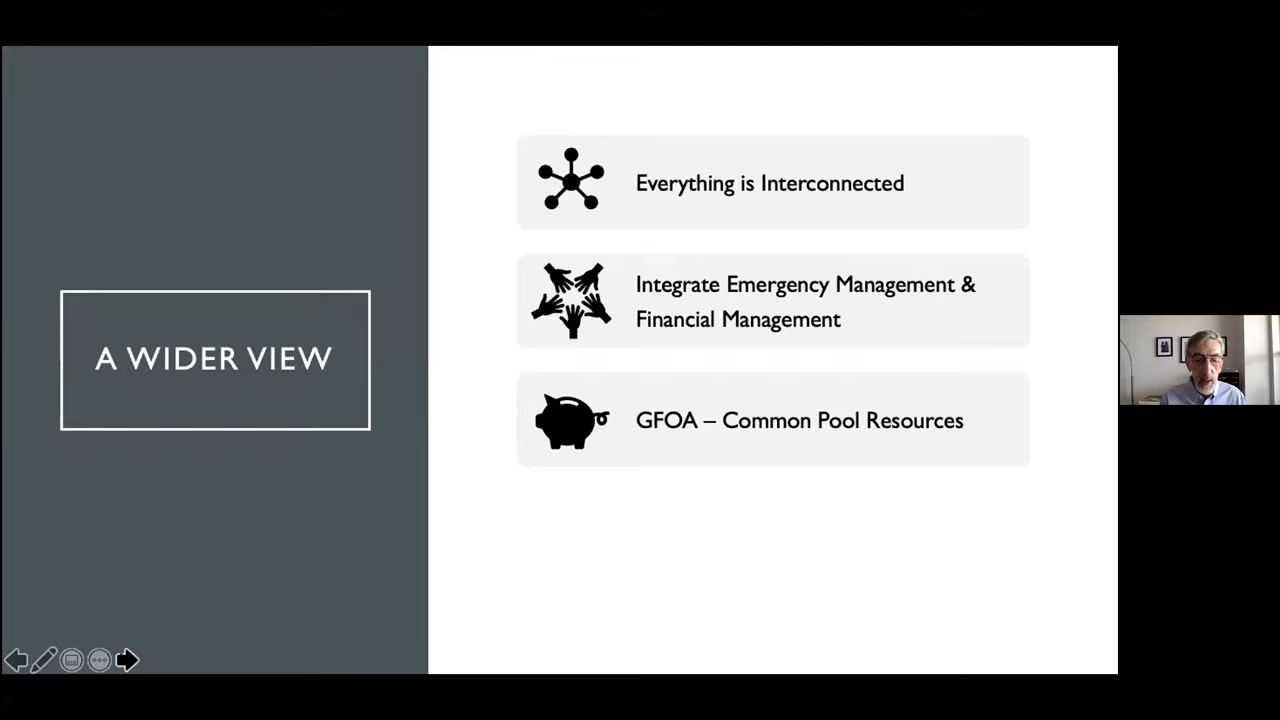 A WIDER VIEW
Everything is Interconnected
Integrate Emergency Management &
Financial Management
GFOA – Common Pool Resources